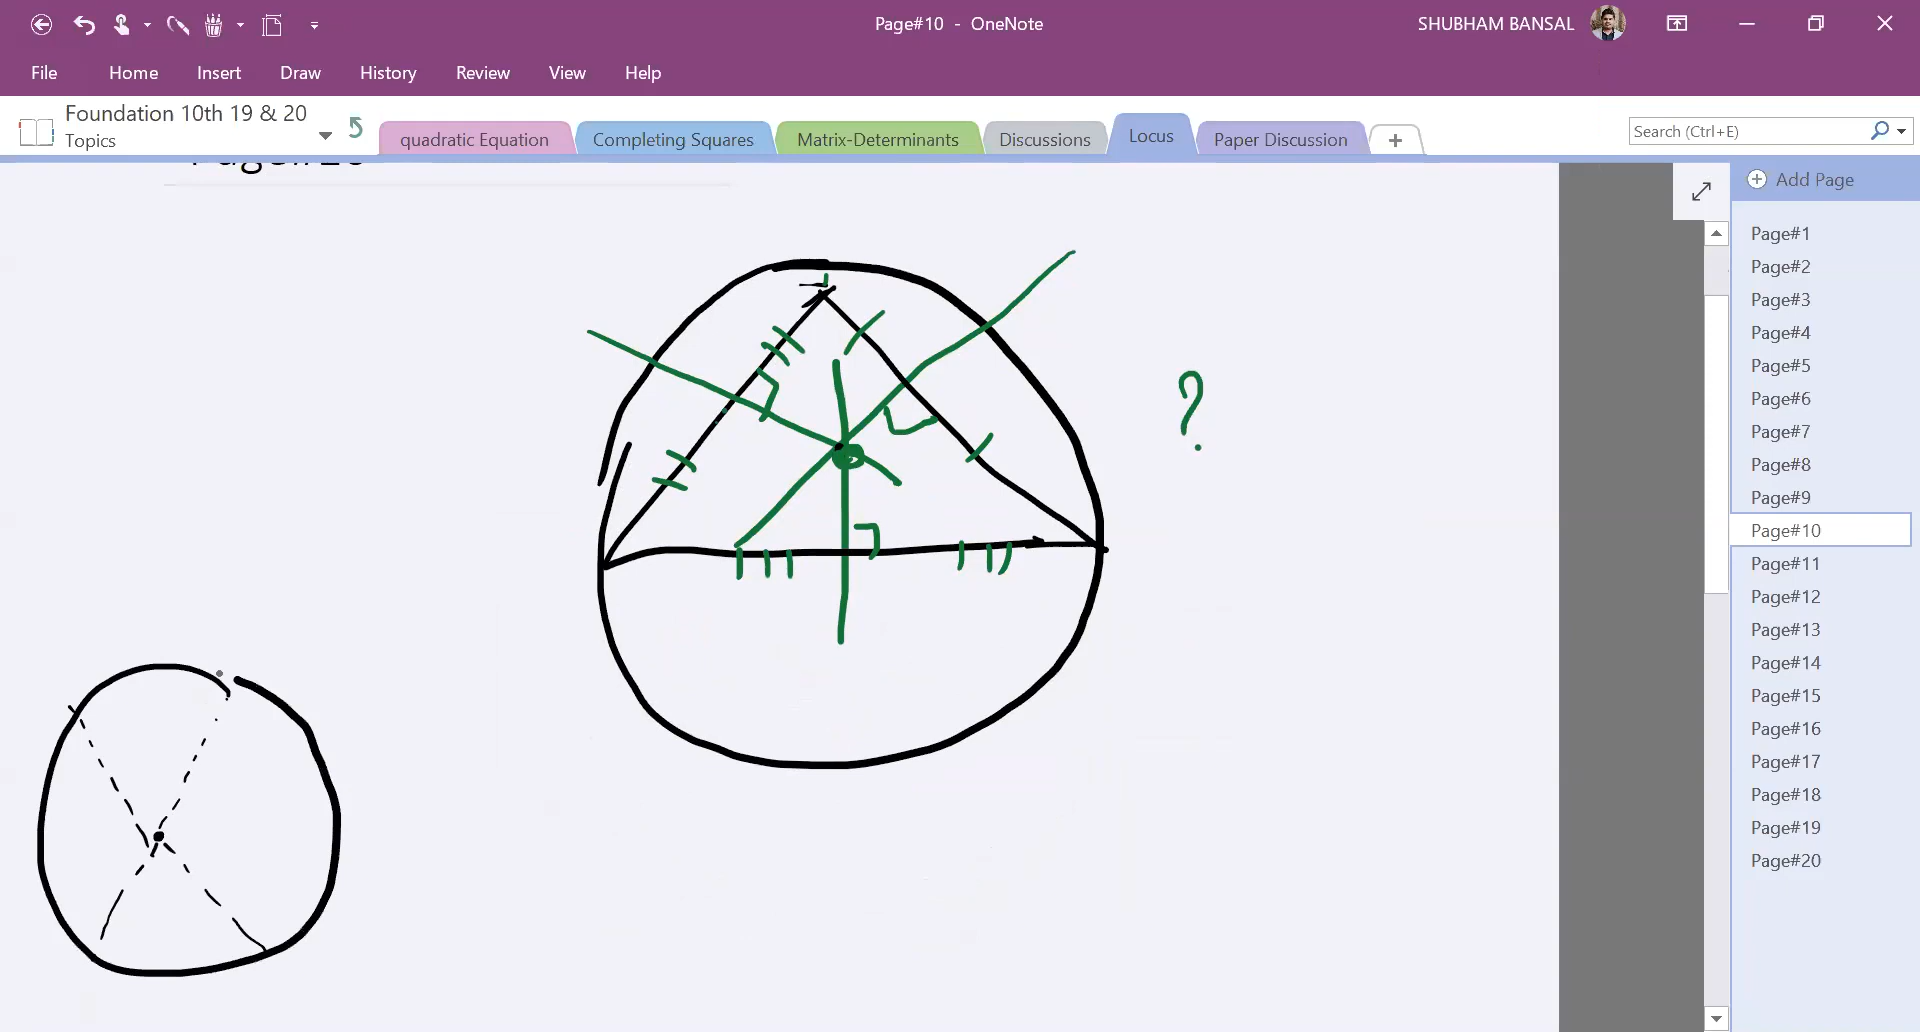 Page#10 - OneNote
SHUBHAM BANSAL
File Home Insert Draw History Review View Help
Foundation 10th 19 & 20
Topics
quadratic Equation Completing Squares Matrix-Determinants Discussions Locus Paper Discussion +
Search (Ctrl+E)
Add Page
Page#1
Page#2
Page#3
Page#4
Page#5
Page#6
Page#7
Page#8
Page#9
Page#10
Page#11
Page#12
Page#13
Page#14
Page#15
Page#16
Page#17
Page#18
Page#19
Page#20
?